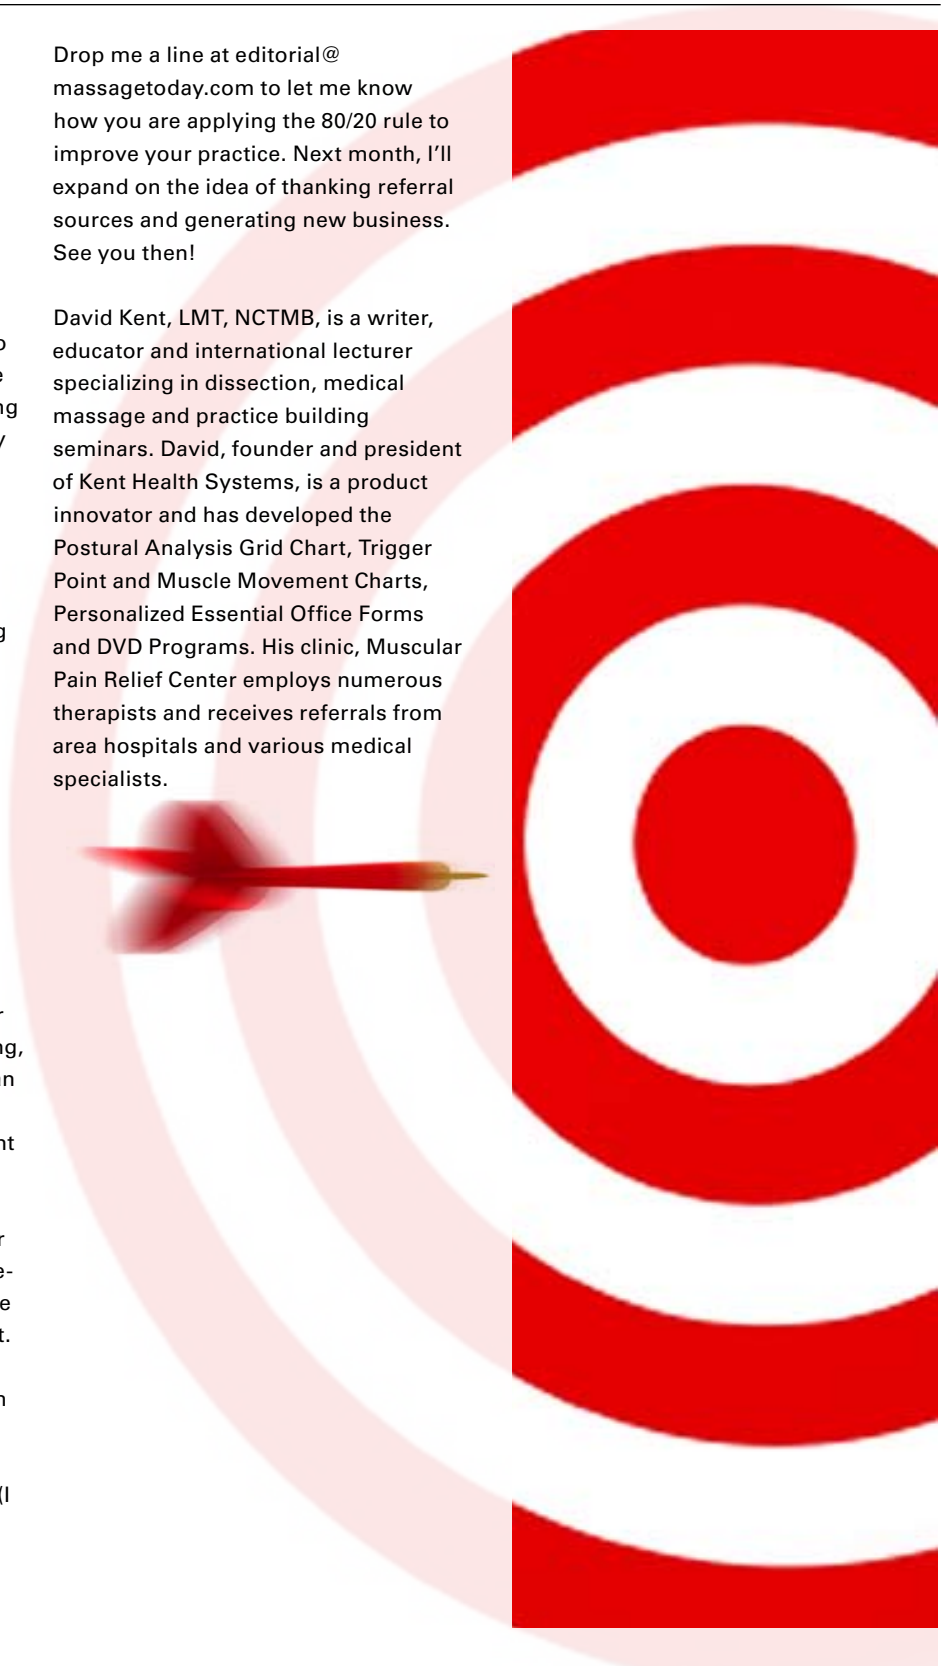 Drop me a line at editorial@
massagetoday.com to let me know
how you are applying the 80/20 rule to
improve your practice. Next month, I’ll
expand on the idea of thanking referral
sources and generating new business.
See you then!
David Kent, LMT, NCTMB, is a writer,
educator and international lecturer
specializing in dissection, medical
massage and practice building
seminars. David, founder and president
of Kent Health Systems, is a product
innovator and has developed the
Postural Analysis Grid Chart, Trigger
Point and Muscle Movement Charts,
Personalized Essential Office Forms
and DVD Programs. His clinic, Muscular
Pain Relief Center employs numerous
therapists and receives referrals from
area hospitals and various medical
specialists.